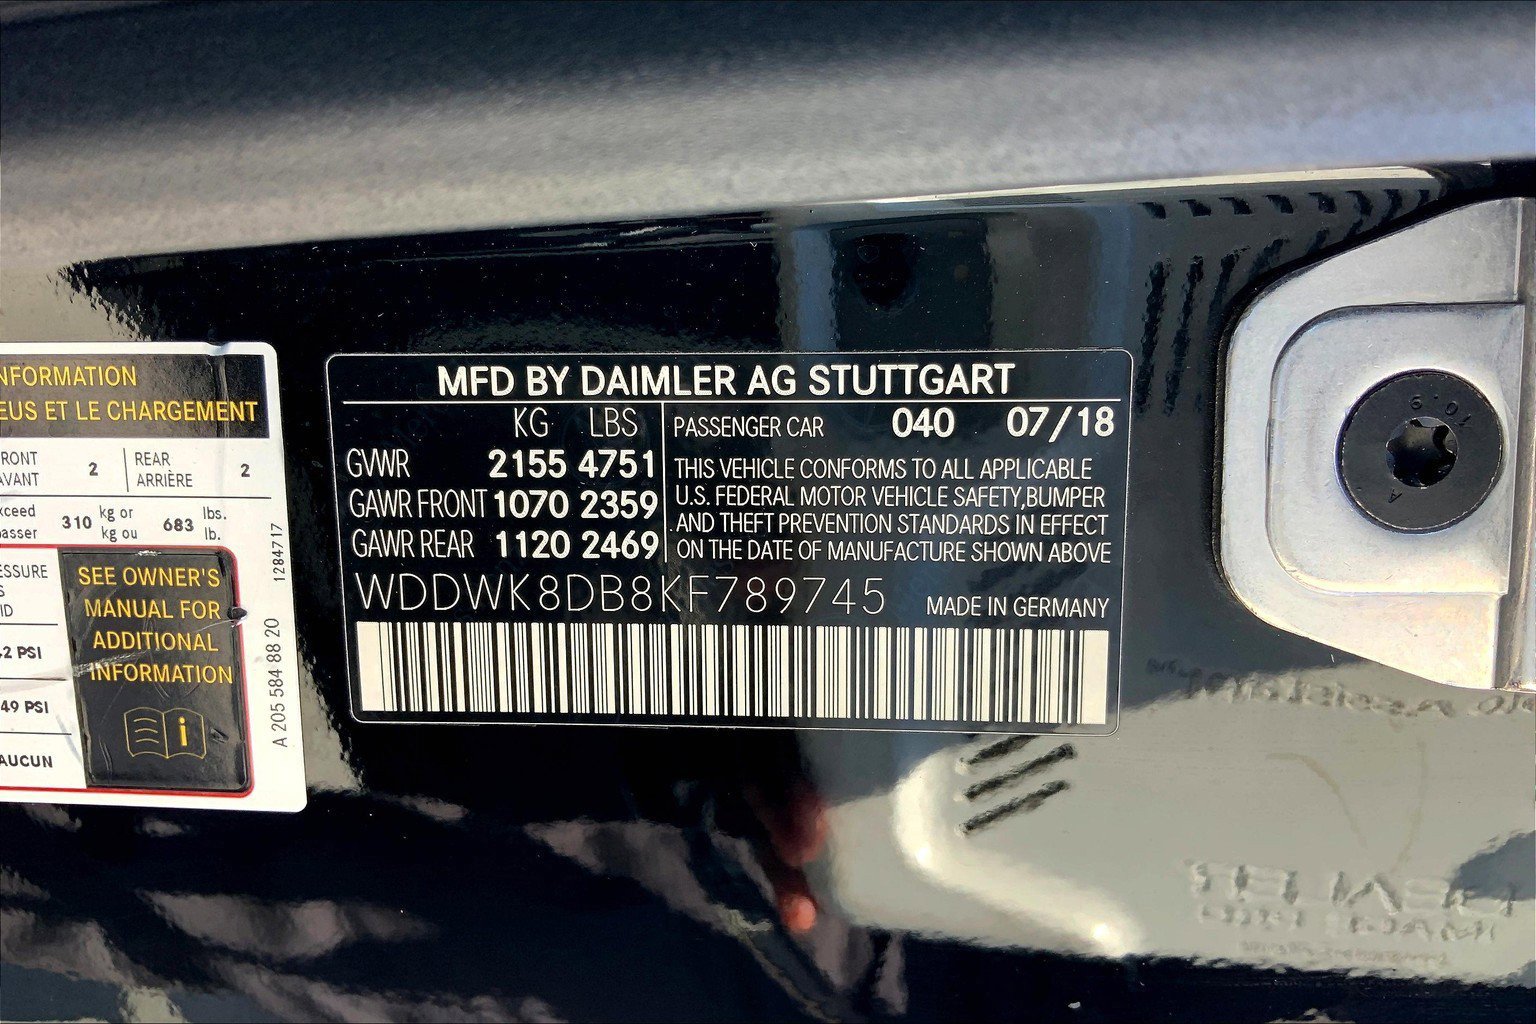 NFORMATION
EUS ET LE CHARGEMENT
RONT
AVANT
2
REAR
ARRIÈRE
2
xceed
passer
310
kg or
kg ou
683
lbs.
lb.
ESSURE
S
ID
2 PSI
49 PSI
AUCUN
SEE OWNER'S
MANUAL FOR
ADDITIONAL
INFORMATION
i
1284717
A 205 584 88 20
MFD BY DAIMLER AG STUTTGART
KG LBS
GVWR 2155 4751
GAWR FRONT 1070 2359
GAWR REAR 1120 2469
PASSENGER CAR 040 07/18
THIS VEHICLE CONFORMS TO ALL APPLICABLE
U.S. FEDERAL MOTOR VEHICLE SAFETY,BUMPER
AND THEFT PREVENTION STANDARDS IN EFFECT
ON THE DATE OF MANUFACTURE SHOWN ABOVE
WDDWK8DB8KF789745
MADE IN GERMANY
10.9
A